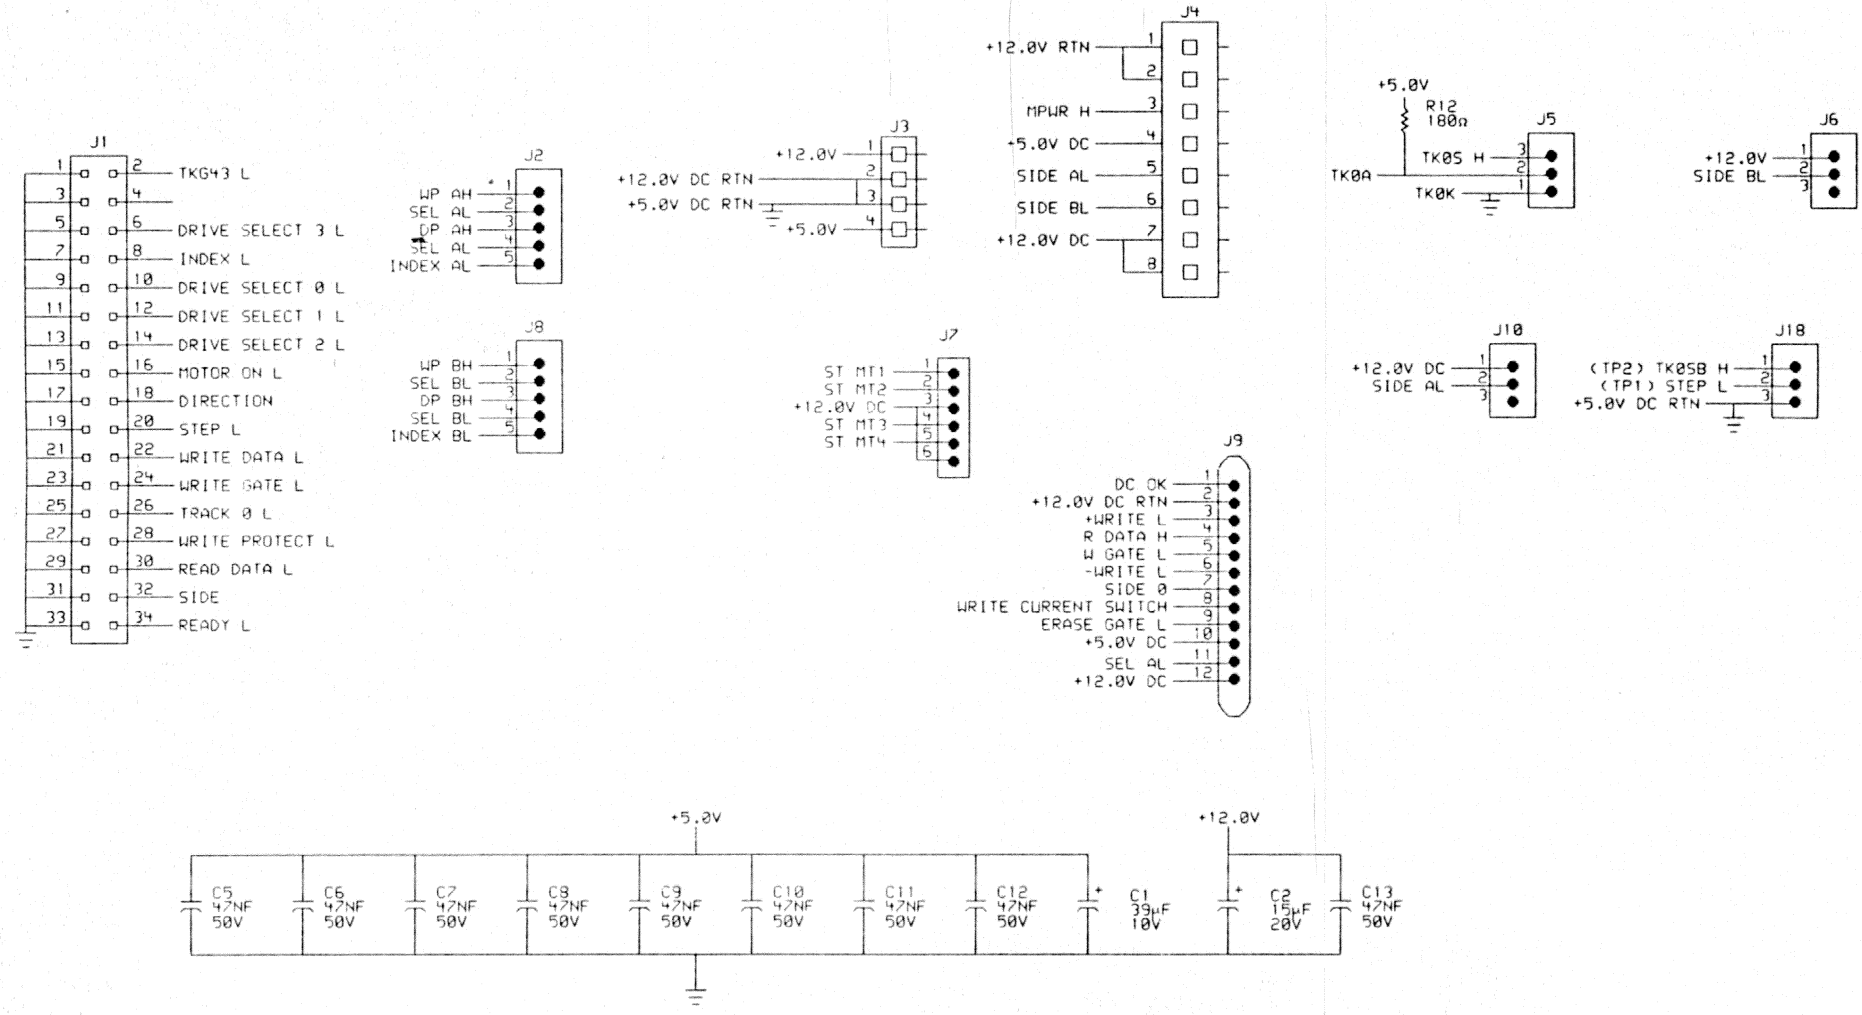 J1
1 2 TKG43 L
3 4
5 6 DRIVE SELECT 3 L
7 8 INDEX L
9 10 DRIVE SELECT 0 L
11 12 DRIVE SELECT 1 L
13 14 DRIVE SELECT 2 L
15 16 MOTOR ON L
17 18 DIRECTION
19 20 STEP L
21 22 WRITE DATA L
23 24 WRITE GATE L
25 26 TRACK 0 L
27 28 WRITE PROTECT L
29 30 READ DATA L
31 32 SIDE
33 34 READY L
J2
WP AH 1
SEL AL 2
DP AH 3
SEL AL 4
INDEX AL 5
J8
WP BH 1
SEL BL 2
DP BH 3
SEL BL 4
INDEX BL 5
J3
+12.0V 1
+12.0V DC RTN 2
+5.0V DC RTN 3
+5.0V 4
J4
+12.0V RTN 1
2
MPWR H 3
+5.0V DC 4
SIDE AL 5
SIDE BL 6
+12.0V DC 7
8
J7
ST MT1 1
ST MT2 2
+12.0V DC 3
ST MT3 4
ST MT4 5
6
J9
DC OK 1
+12.0V DC RTN 2
+WRITE L 3
R DATA H 4
W GATE L 5
-WRITE L 6
SIDE 0 7
WRITE CURRENT SWITCH 8
ERASE GATE L 9
+5.0V DC 10
SEL AL 11
+12.0V DC 12
+5.0V
R12
180Ω
J5
TK0S H 3
TK0A 2
TK0K 1
J6
+12.0V 1
SIDE BL 2
3
J10
+12.0V DC 1
SIDE AL 2
3
J18
(TP2) TK0SB H 1
(TP1) STEP L 2
+5.0V DC RTN 3
+5.0V
+12.0V
C5
47NF
50V
C6
47NF
50V
C7
47NF
50V
C8
47NF
50V
C9
47NF
50V
C10
47NF
50V
C11
47NF
50V
C12
47NF
50V
+
C1
39µF
10V
+
C2
15µF
20V
C13
47NF
50V